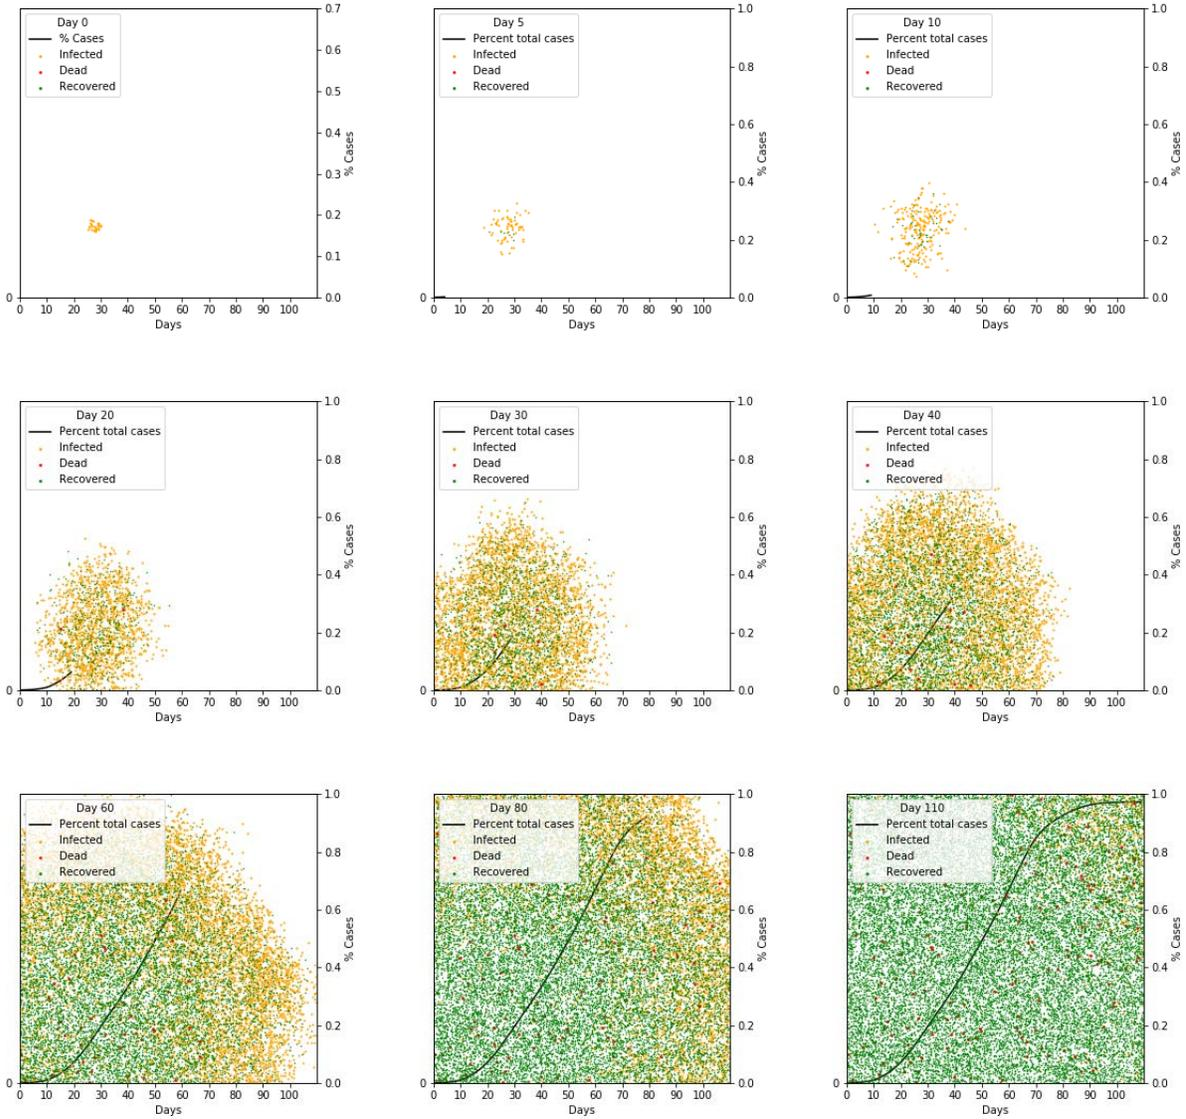 Day 0
% Cases
Infected
Dead
Recovered
0.7
0.6
0.5
0.4
0.3
0.2
0.1
0.0
% Cases
0
0 10 20 30 40 50 60 70 80 90 100
Days
Day 5
Percent total cases
Infected
Dead
Recovered
1.0
0.8
0.6
0.4
0.2
0.0
% Cases
0
0 10 20 30 40 50 60 70 80 90 100
Days
Day 10
Percent total cases
Infected
Dead
Recovered
1.0
0.8
0.6
0.4
0.2
0.0
% Cases
0
0 10 20 30 40 50 60 70 80 90 100
Days
Day 20
Percent total cases
Infected
Dead
Recovered
1.0
0.8
0.6
0.4
0.2
0.0
% Cases
0
0 10 20 30 40 50 60 70 80 90 100
Days
Day 30
Percent total cases
Infected
Dead
Recovered
1.0
0.8
0.6
0.4
0.2
0.0
% Cases
0
0 10 20 30 40 50 60 70 80 90 100
Days
Day 40
Percent total cases
Infected
Dead
Recovered
1.0
0.8
0.6
0.4
0.2
0.0
% Cases
0
0 10 20 30 40 50 60 70 80 90 100
Days
Day 60
Percent total cases
Infected
Dead
Recovered
1.0
0.8
0.6
0.4
0.2
0.0
% Cases
0
0 10 20 30 40 50 60 70 80 90 100
Days
Day 80
Percent total cases
Infected
Dead
Recovered
1.0
0.8
0.6
0.4
0.2
0.0
% Cases
0
0 10 20 30 40 50 60 70 80 90 100
Days
Day 110
Percent total cases
Infected
Dead
Recovered
1.0
0.8
0.6
0.4
0.2
0.0
% Cases
0
0 10 20 30 40 50 60 70 80 90 100
Days